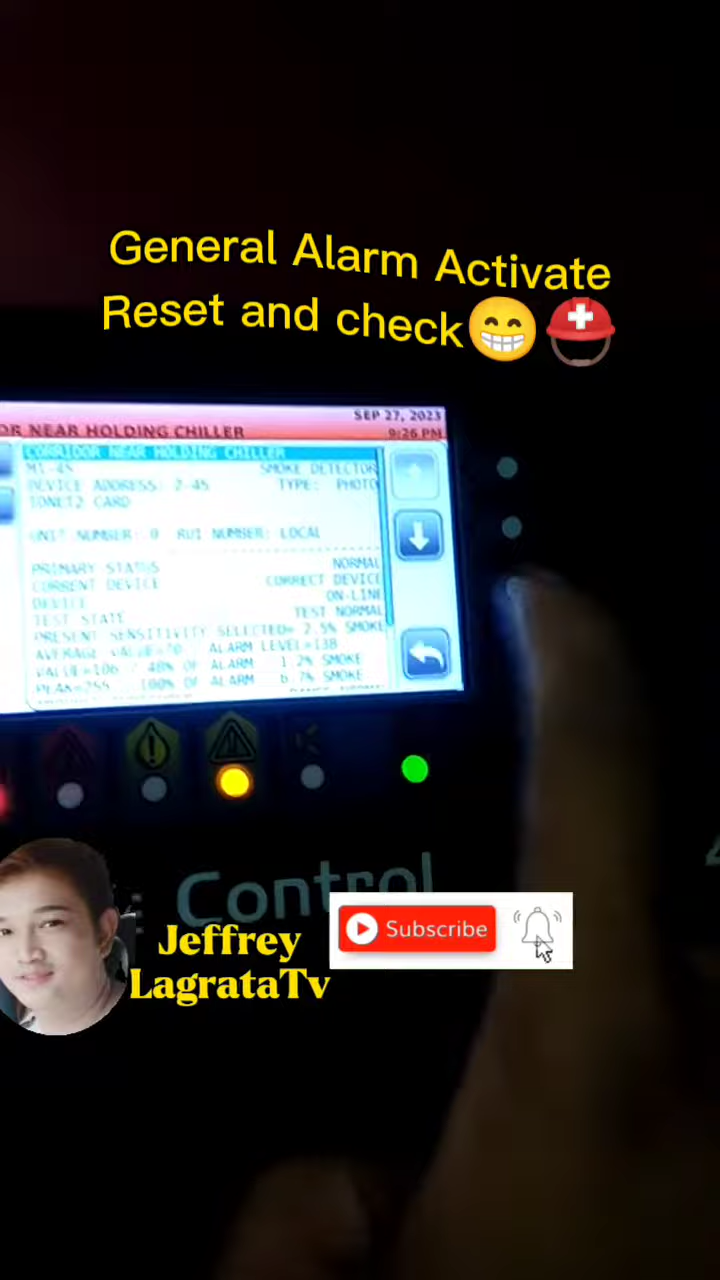 General Alarm Activate
Reset and check
SEP 27, 2023
OR NEAR HOLDING CHILLER
9:26 PM
CORRIDOR NEAR HOLDING CHILLER
M1-45 SMOKE DETECTOR
DEVICE ADDRESS: 2-45 TYPE: PHOTO
IDNET2 CARD
UNIT NUMBER: 0 RUI NUMBER: LOCAL
PRIMARY STATUS NORMAL
CURRENT DEVICE CORRECT DEVICE
DEVICE ON-LINE
TEST STATE TEST NORMAL
PRESENT SENSITIVITY SELECTED= 2.5% SMOKE
AVERAGE VALUE=70 ALARM LEVEL=138
VALUE=106 / 48% OF ALARM 1.2% SMOKE
PEAK=255 100% OF ALARM 6.7% SMOKE
Control
Jeffrey
LagrataTv
Subscribe